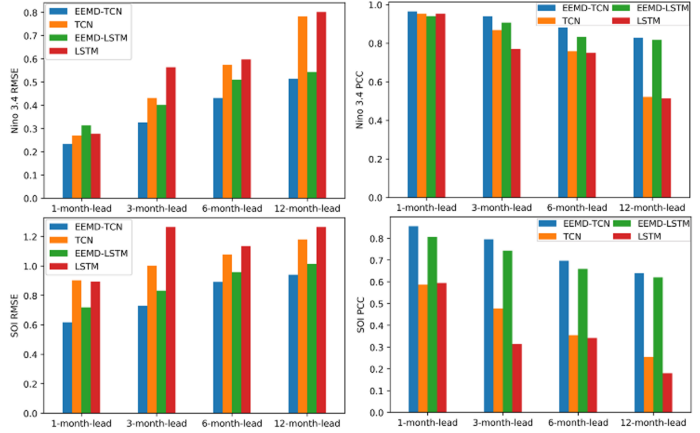 Nino 3.4 RMSE
0.8
0.7
0.6
0.5
0.4
0.3
0.2
0.1
0.0
EEMD-TCN
TCN
EEMD-LSTM
LSTM
1-month-lead 3-month-lead 6-month-lead 12-month-lead
Nino 3.4 PCC
1.0
0.8
0.6
0.4
0.2
0.0
EEMD-TCN EEMD-LSTM
TCN LSTM
1-month-lead 3-month-lead 6-month-lead 12-month-lead
SOI RMSE
1.2
1.0
0.8
0.6
0.4
0.2
0.0
EEMD-TCN
TCN
EEMD-LSTM
LSTM
1-month-lead 3-month-lead 6-month-lead 12-month-lead
SOI PCC
0.8
0.7
0.6
0.5
0.4
0.3
0.2
0.1
0.0
EEMD-TCN EEMD-LSTM
TCN LSTM
1-month-lead 3-month-lead 6-month-lead 12-month-lead